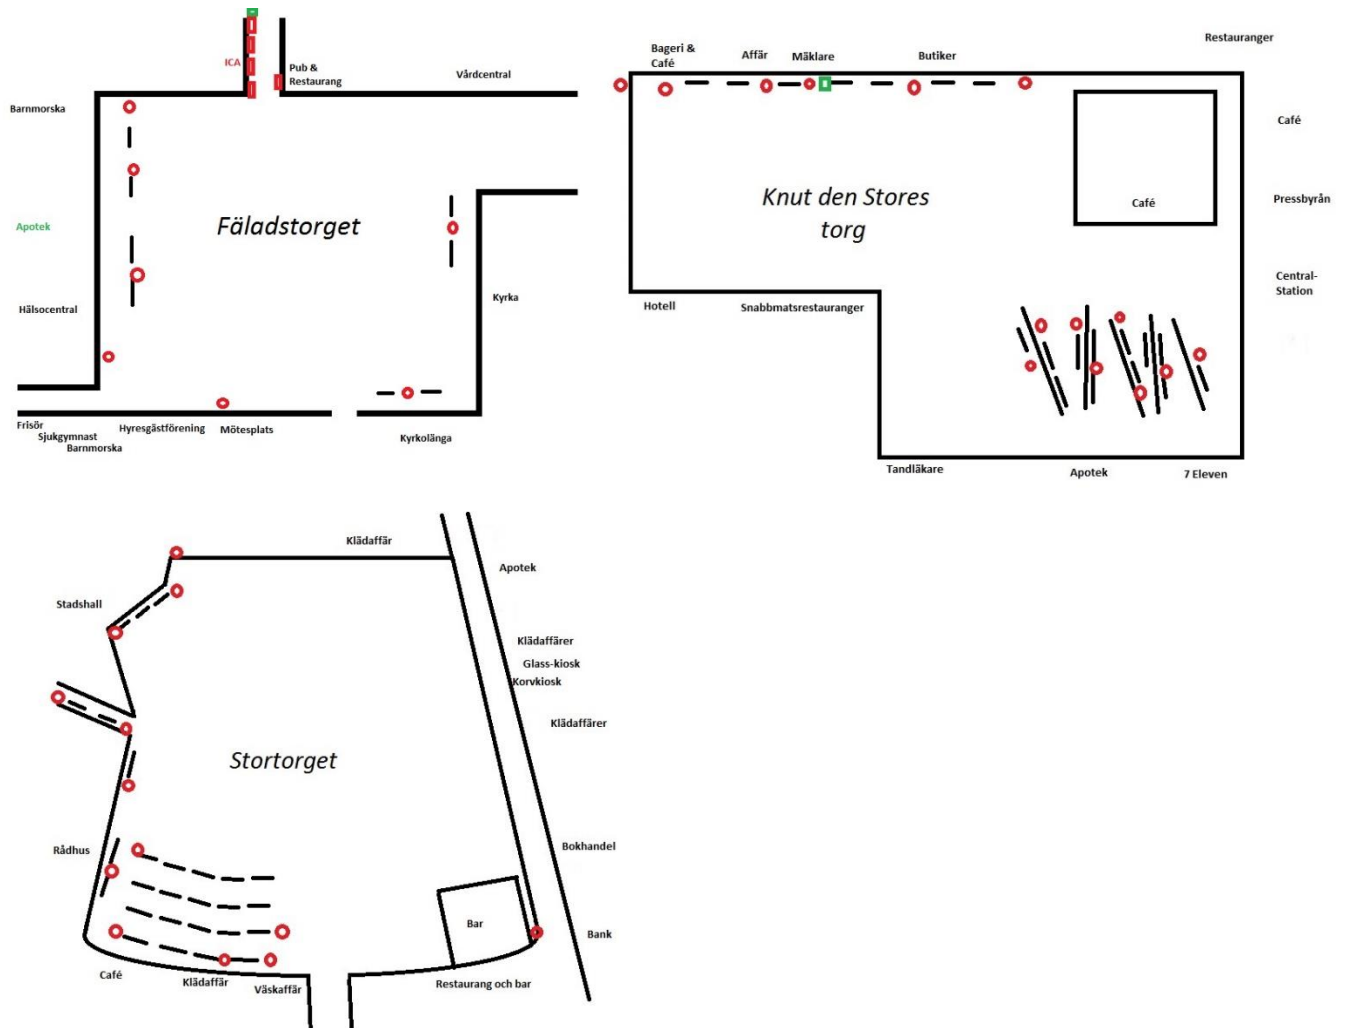 ICA
Pub &
Restaurang
Vårdcentral
Barnmorska
Apotek
Fäladstorget
Hälsocentral
Kyrka
Frisör
Sjukgymnast
Barnmorska
Hyresgästförening
Mötesplats
Kyrkolänga
Restauranger
Bageri &
Café
Affär
Mäklare
Butiker
Café
Knut den Stores
torg
Café
Pressbyrån
Central-
Station
Hotell
Snabbmatsrestauranger
Tandläkare
Apotek
7 Eleven
Klädaffär
Apotek
Stadshall
Klädaffärer
Glass-kiosk
Korvkiosk
Klädaffärer
Stortorget
Rådhus
Bokhandel
Bar
Bank
Café
Klädaffär
Väskaffär
Restaurang och bar